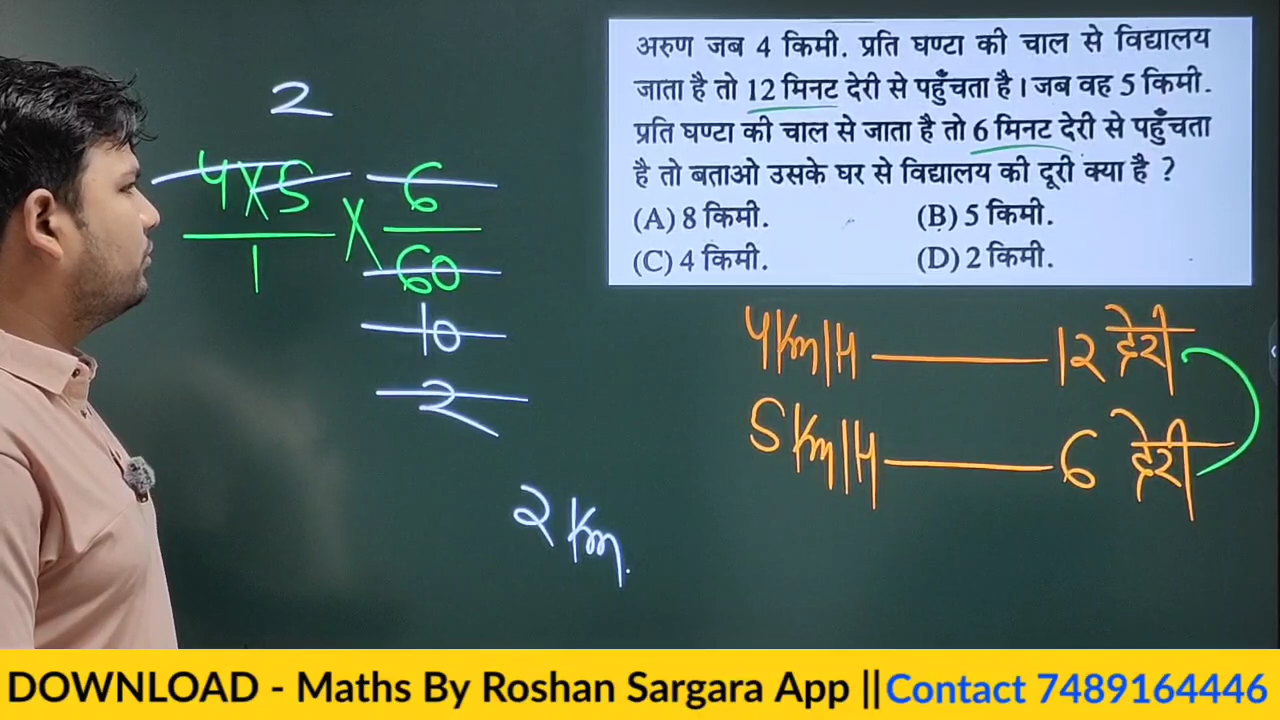 अरुण जब 4 किमी. प्रति घण्टा की चाल से विद्यालय
जाता है तो 12 मिनट देरी से पहुँचता है। जब वह 5 किमी.
प्रति घण्टा की चाल से जाता है तो 6 मिनट देरी से पहुँचता
है तो बताओ उसके घर से विद्यालय की दूरी क्या है ?
(A) 8 किमी. (B) 5 किमी.
(C) 4 किमी. (D) 2 किमी.
2
4×5 × 6
1 60
10
2
2 Km.
4Km/H 12 देरी
5Km/H 6 देरी
DOWNLOAD - Maths By Roshan Sargara App || Contact 7489164446